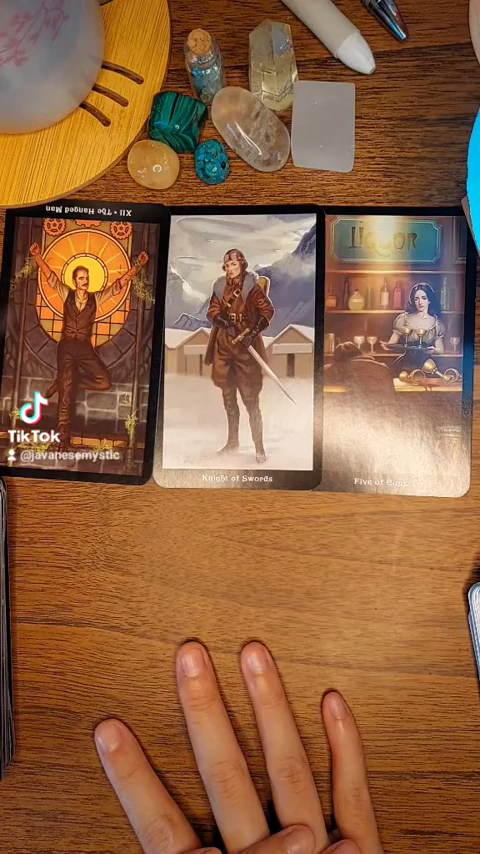 XII • The Hanged Man
Liquor
TikTok
@javanesemystic
Knight of Swords
Five of Cups